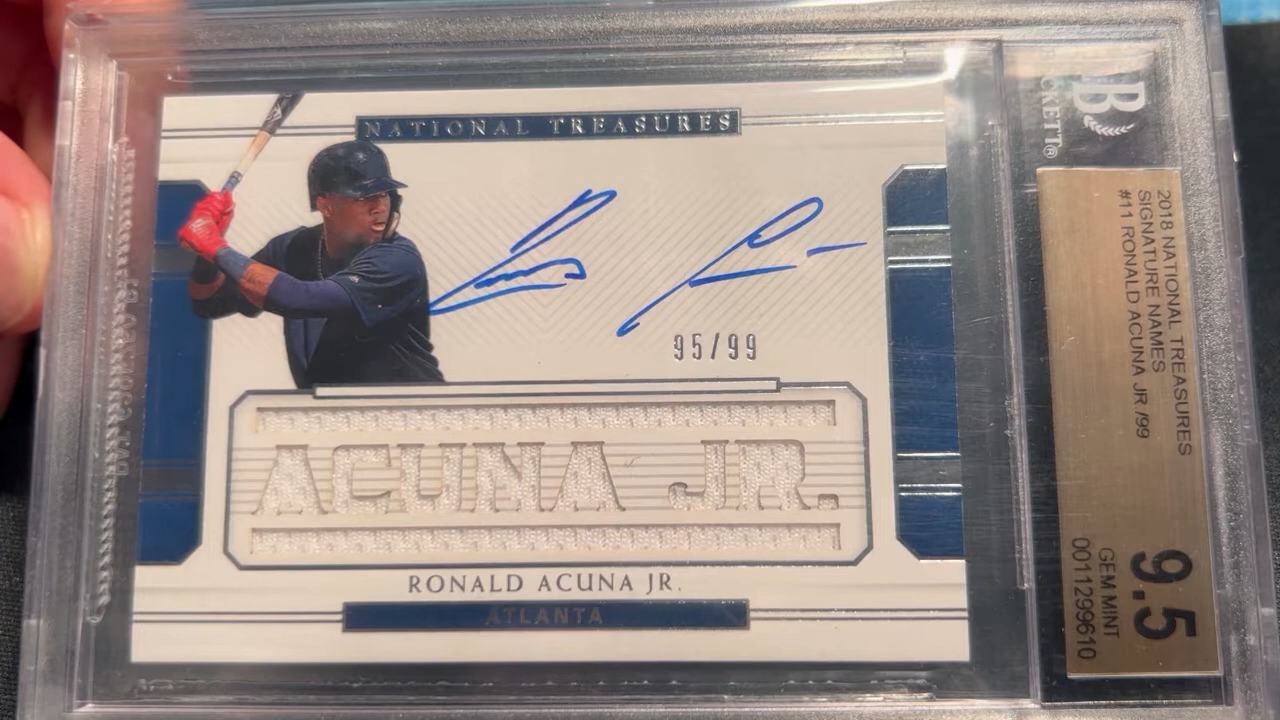 NATIONAL TREASURES
95/99
ACUNA JR.
RONALD ACUNA JR.
ATLANTA
B
CKETT®
2018 NATIONAL TREASURES
SIGNATURE NAMES
#11 RONALD ACUNA JR /99
9.5
GEM MINT
0011299610